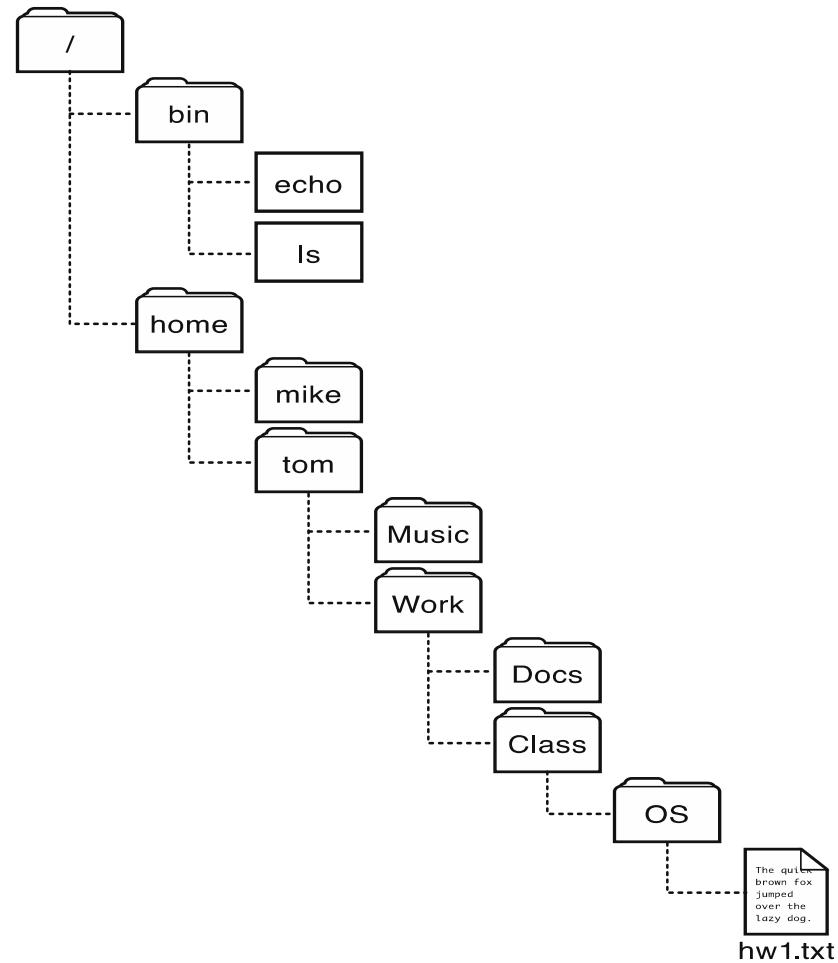 /
bin
echo
ls
home
mike
tom
Music
Work
Docs
Class
OS
The quick
brown fox
jumped
over the
lazy dog.
hw1.txt